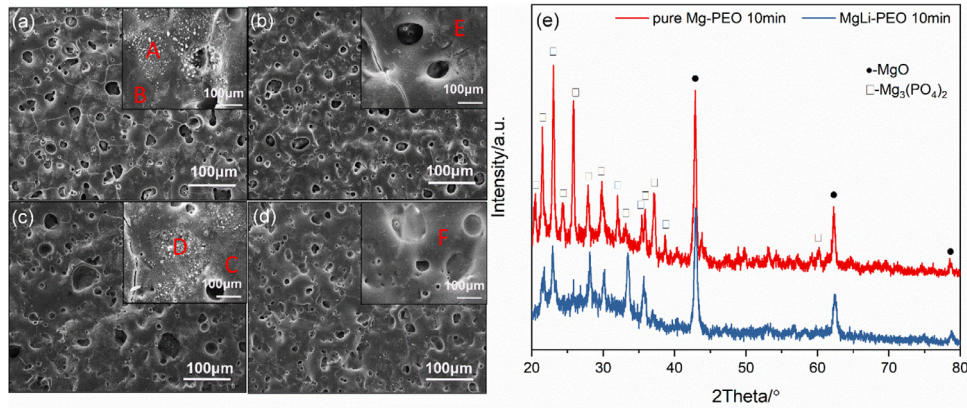 (a)
A
B
100μm
100μm
(b)
E
100μm
100μm
(c)
D
C
100μm
100μm
(d)
F
100μm
100μm
(e)
pure Mg-PEO 10min
MgLi-PEO 10min
●-MgO
□-Mg₃(PO₄)₂
Intensity/a.u.
20 30 40 50 60 70 80
2Theta/°